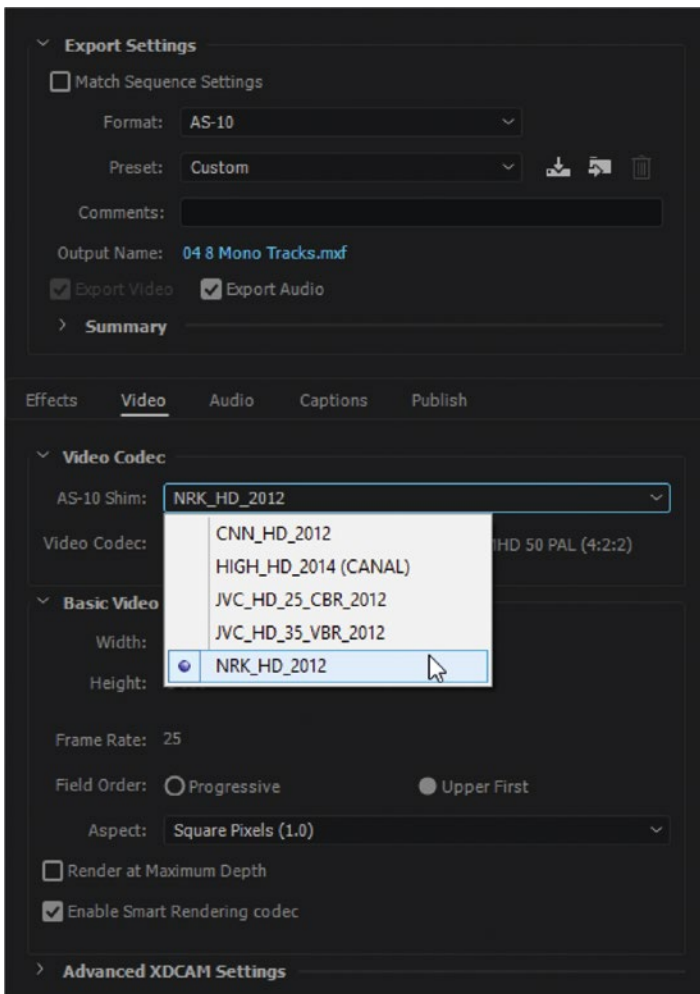 Export Settings
Match Sequence Settings
Format: AS-10
Preset: Custom
Comments:
Output Name: 04 8 Mono Tracks.mxf
Export Video Export Audio
Summary
Effects Video Audio Captions Publish
Video Codec
AS-10 Shim: NRK_HD_2012
CNN_HD_2012
Video Codec: HD 50 PAL (4:2:2)
HIGH_HD_2014 (CANAL)
JVC_HD_25_CBR_2012
Basic Video
JVC_HD_35_VBR_2012
Width:
NRK_HD_2012
Height:
Frame Rate: 25
Field Order: Progressive Upper First
Aspect: Square Pixels (1.0)
Render at Maximum Depth
Enable Smart Rendering codec
Advanced XDCAM Settings